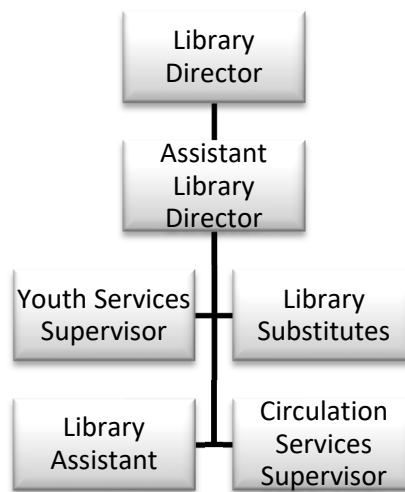 Library
Director
Assistant
Library
Director
Youth Services
Supervisor
Library
Substitutes
Library
Assistant
Circulation
Services
Supervisor